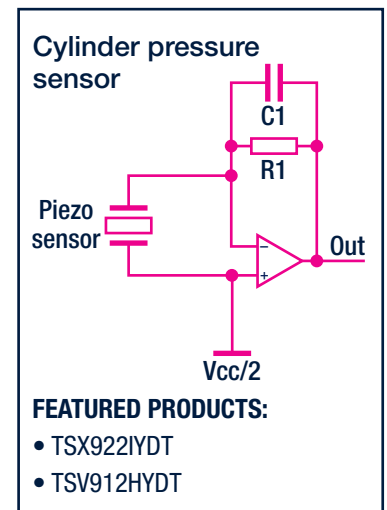 Cylinder pressure
sensor
C1
R1
Piezo
sensor
−
+
Out
Vcc/2
FEATURED PRODUCTS:
• TSX922IYDT
• TSV912HYDT